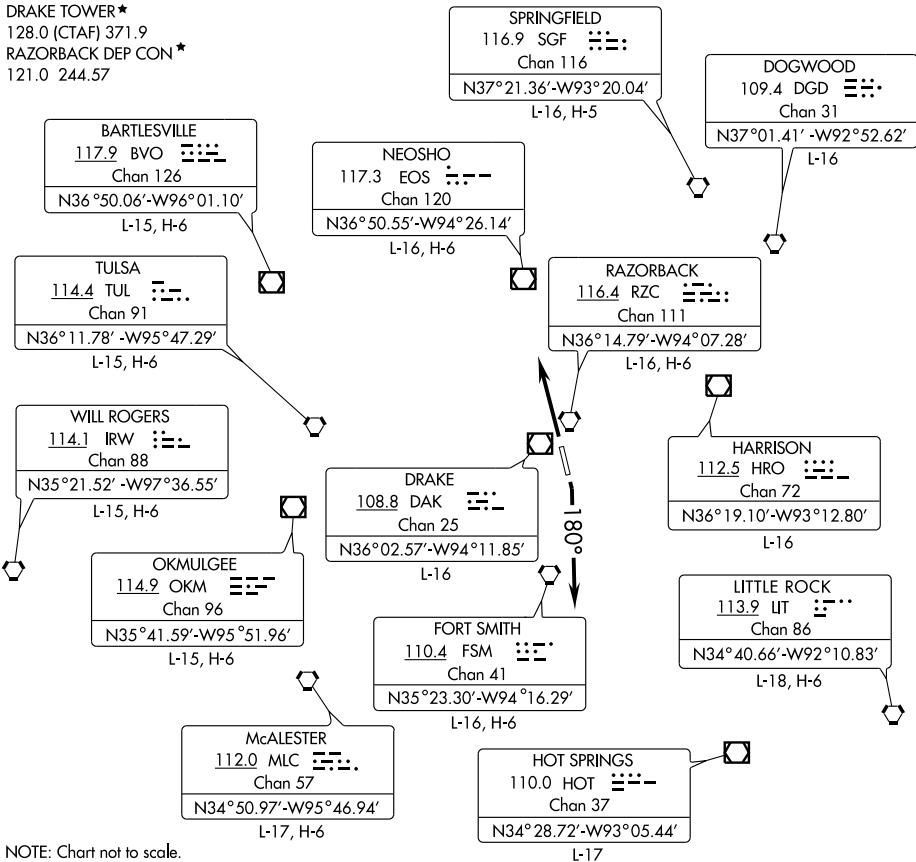 DRAKE TOWER★
128.0 (CTAF) 371.9
RAZORBACK DEP CON★
121.0 244.57
SPRINGFIELD
116.9 SGF
Chan 116
N37°21.36′-W93°20.04′
L-16, H-5
DOGWOOD
109.4 DGD
Chan 31
N37°01.41′ -W92°52.62′
L-16
BARTLESVILLE
117.9 BVO
Chan 126
N36°50.06′-W96°01.10′
L-15, H-6
NEOSHO
117.3 EOS
Chan 120
N36°50.55′-W94°26.14′
L-16, H-6
TULSA
114.4 TUL
Chan 91
N36°11.78′ -W95°47.29′
L-15, H-6
RAZORBACK
116.4 RZC
Chan 111
N36°14.79′-W94°07.28′
L-16, H-6
WILL ROGERS
114.1 IRW
Chan 88
N35°21.52′ -W97°36.55′
L-15, H-6
DRAKE
108.8 DAK
Chan 25
N36°02.57′-W94°11.85′
L-16
180°
HARRISON
112.5 HRO
Chan 72
N36°19.10′-W93°12.80′
L-16
OKMULGEE
114.9 OKM
Chan 96
N35°41.59′-W95°51.96′
L-15, H-6
FORT SMITH
110.4 FSM
Chan 41
N35°23.30′-W94°16.29′
L-16, H-6
LITTLE ROCK
113.9 LIT
Chan 86
N34°40.66′-W92°10.83′
L-18, H-6
McALESTER
112.0 MLC
Chan 57
N34°50.97′-W95°46.94′
L-17, H-6
HOT SPRINGS
110.0 HOT
Chan 37
N34°28.72′-W93°05.44′
L-17
NOTE: Chart not to scale.